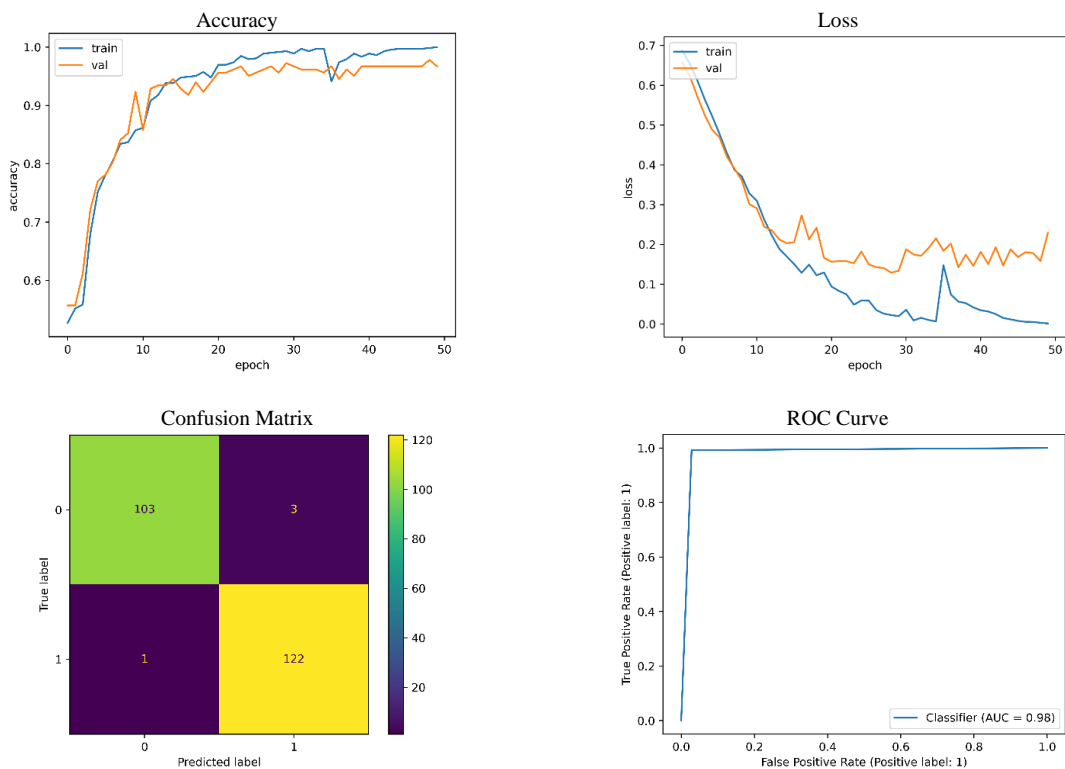 Accuracy
train
val
1.0
0.9
0.8
0.7
0.6
accuracy
0 10 20 30 40 50
epoch
Loss
train
val
0.7
0.6
0.5
0.4
0.3
0.2
0.1
0.0
loss
0 10 20 30 40 50
epoch
Confusion Matrix
0
1
True label
103 3
1 122
0 1
Predicted label
120
100
80
60
40
20
ROC Curve
1.0
0.8
0.6
0.4
0.2
0.0
True Positive Rate (Positive label: 1)
Classifier (AUC = 0.98)
0.0 0.2 0.4 0.6 0.8 1.0
False Positive Rate (Positive label: 1)